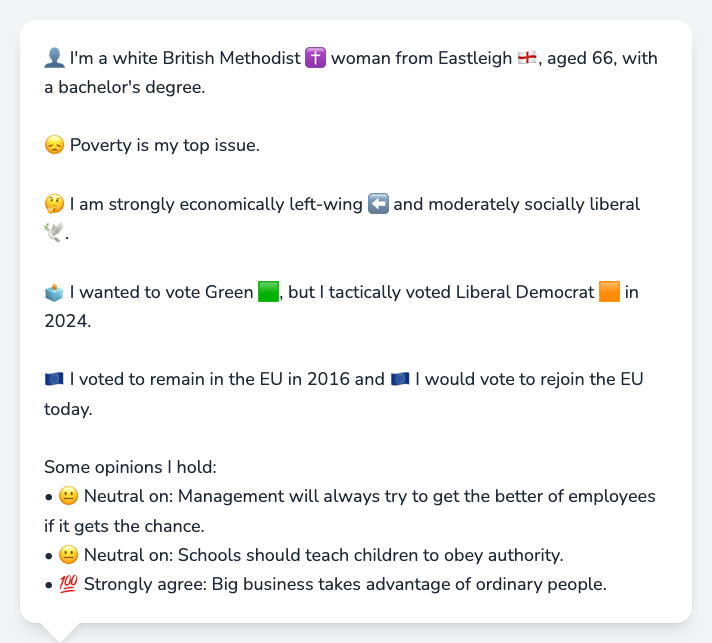 👤 I'm a white British Methodist ✝️ woman from Eastleigh 🏴󠁧󠁢󠁥󠁮󠁧󠁿, aged 66, with
a bachelor's degree.
😞 Poverty is my top issue.
🤔 I am strongly economically left-wing ⬅️ and moderately socially liberal
🕊️.
🗳️ I wanted to vote Green 🟩, but I tactically voted Liberal Democrat 🟧 in
2024.
🇪🇺 I voted to remain in the EU in 2016 and 🇪🇺 I would vote to rejoin the EU
today.
Some opinions I hold:
• 😐 Neutral on: Management will always try to get the better of employees
if it gets the chance.
• 😐 Neutral on: Schools should teach children to obey authority.
• 💯 Strongly agree: Big business takes advantage of ordinary people.